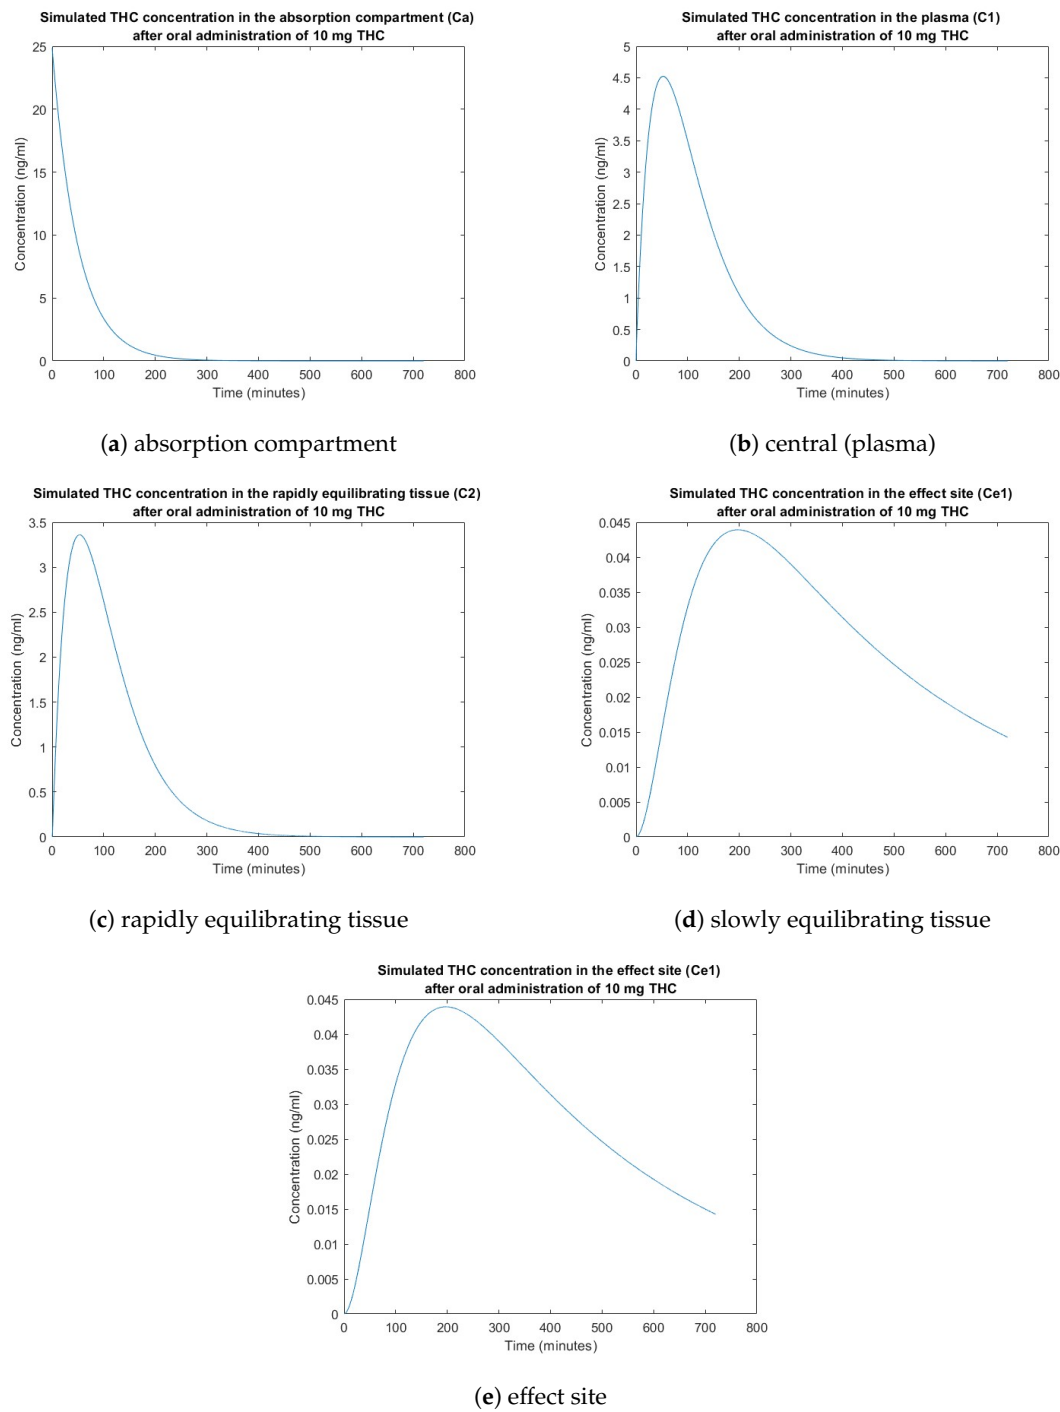 Simulated THC concentration in the absorption compartment (Ca)
after oral administration of 10 mg THC
25
20
15
10
5
0
Concentration (ng/ml)
0 100 200 300 400 500 600 700 800
Time (minutes)
(a) absorption compartment
Simulated THC concentration in the plasma (C1)
after oral administration of 10 mg THC
5
4.5
4
3.5
3
2.5
2
1.5
1
0.5
0
Concentration (ng/ml)
0 100 200 300 400 500 600 700 800
Time (minutes)
(b) central (plasma)
Simulated THC concentration in the rapidly equilibrating tissue (C2)
after oral administration of 10 mg THC
3.5
3
2.5
2
1.5
1
0.5
0
Concentration (ng/ml)
0 100 200 300 400 500 600 700 800
Time (minutes)
(c) rapidly equilibrating tissue
Simulated THC concentration in the effect site (Ce1)
after oral administration of 10 mg THC
0.045
0.04
0.035
0.03
0.025
0.02
0.015
0.01
0.005
0
Concentration (ng/ml)
0 100 200 300 400 500 600 700 800
Time (minutes)
(d) slowly equilibrating tissue
Simulated THC concentration in the effect site (Ce1)
after oral administration of 10 mg THC
0.045
0.04
0.035
0.03
0.025
0.02
0.015
0.01
0.005
0
Concentration (ng/ml)
0 100 200 300 400 500 600 700 800
Time (minutes)
(e) effect site